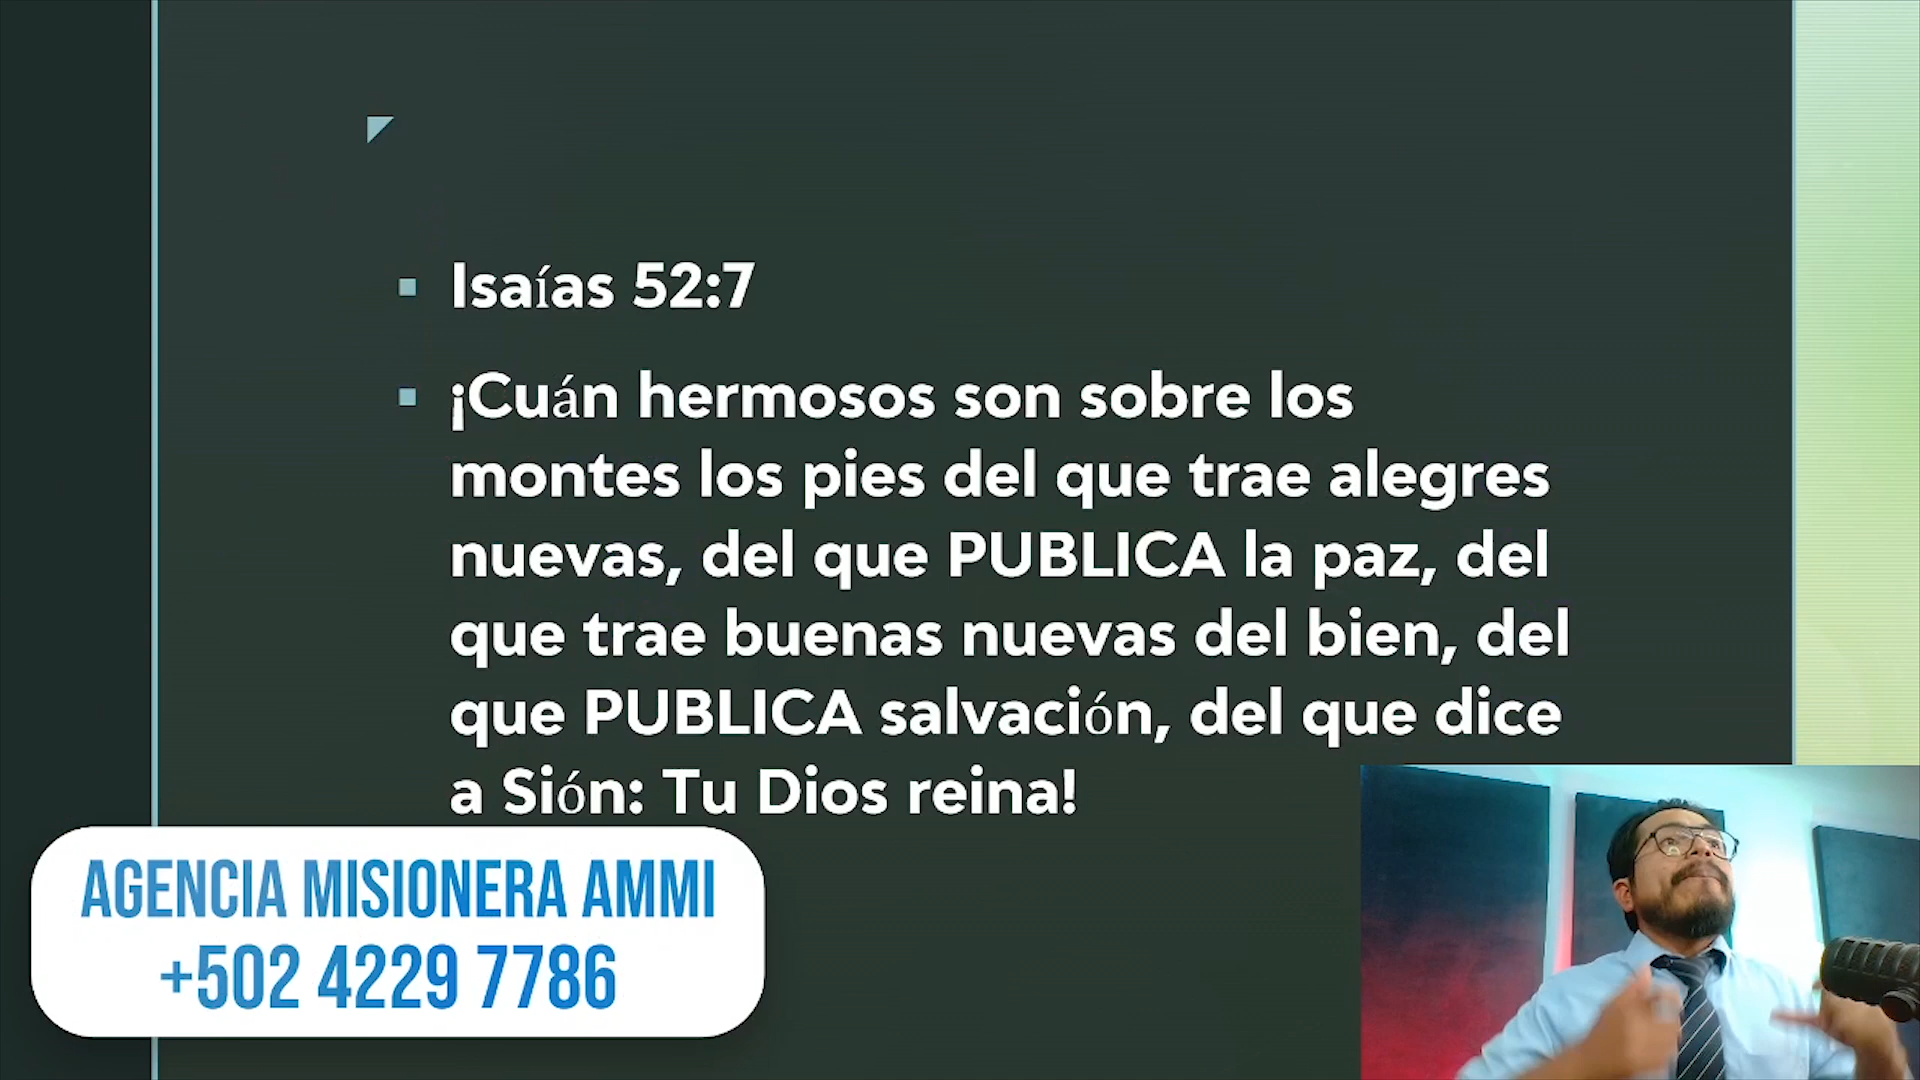 Isaías 52:7
¡Cuán hermosos son sobre los
montes los pies del que trae alegres
nuevas, del que PUBLICA la paz, del
que trae buenas nuevas del bien, del
que PUBLICA salvación, del que dice
a Sión: Tu Dios reina!
AGENCIA MISIONERA AMMI
+502 4229 7786